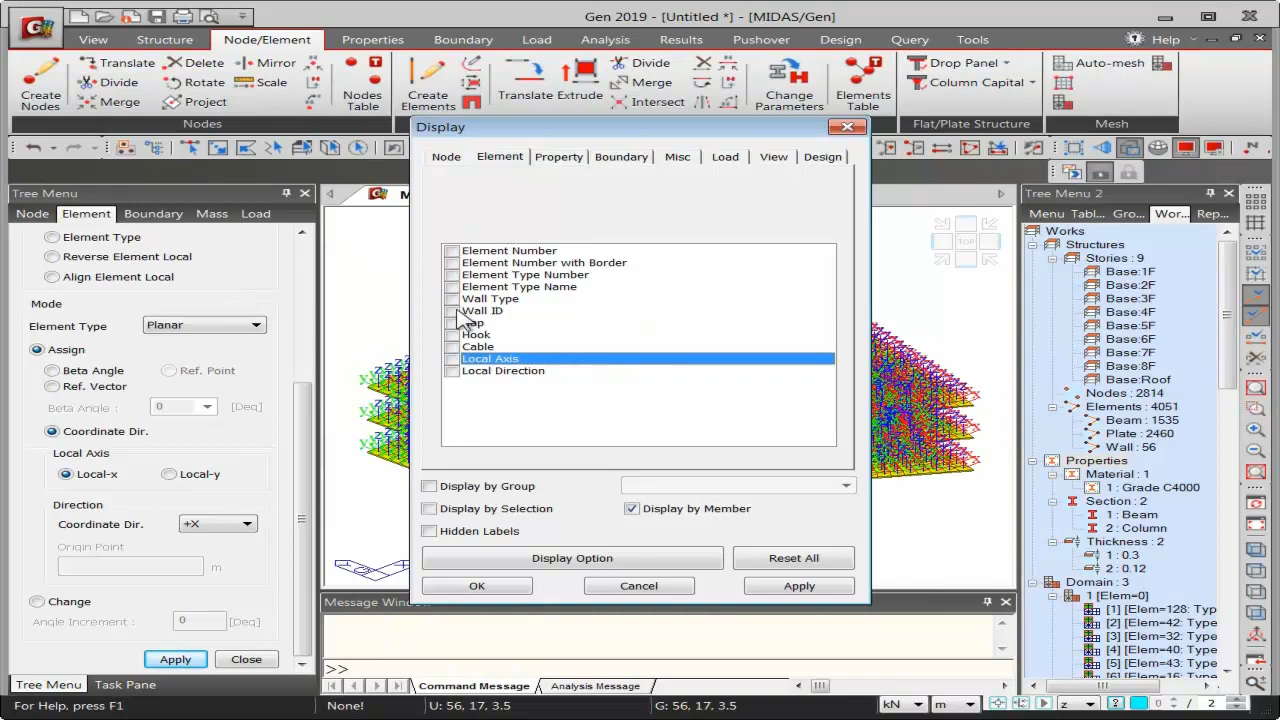 Gen 2019 - [Untitled *] - [MIDAS/Gen]
View Structure Node/Element Properties Boundary Load Analysis Results Pushover Design Query Tools Help
Translate Delete Mirror Divide Merge Drop Panel Auto-mesh
Divide Rotate Scale Column Capital
Create Nodes Nodes Table Create Elements Translate Extrude Change Parameters Elements Table
Merge Project Intersect
Nodes Flat/Plate Structure Mesh
Tree Menu
Node Element Boundary Mass Load
Element Type
Reverse Element Local
Align Element Local
Mode
Element Type Planar
Assign
Beta Angle Ref. Point
Ref. Vector
Beta Angle : 0 [Deg]
Coordinate Dir.
Local Axis
Local-x Local-y
Direction
Coordinate Dir. +X
Origin Point
m
Change
Angle Increment : 0 [Deg]
Apply Close
Tree Menu Task Pane
Display
Node Element Property Boundary Misc Load View Design
Element Number
Element Number with Border
Element Type Number
Element Type Name
Wall Type
Wall ID
Hook
Cable
Local Axis
Local Direction
Display by Group
Display by Selection Display by Member
Hidden Labels
Display Option Reset All
OK Cancel Apply
TOP
Message Window
>>
Command Message Analysis Message
Tree Menu 2
Menu Tabl... Gro... Wor... Rep...
Works
Structures
Stories : 9
Base:1F
Base:2F
Base:3F
Base:4F
Base:5F
Base:6F
Base:7F
Base:8F
Base:Roof
Nodes : 2814
Elements : 4051
Beam : 1535
Plate : 2460
Wall : 56
Properties
Material : 1
1 : Grade C4000
Section : 2
1 : Beam
2 : Column
Thickness : 2
1 : 0.3
2 : 0.12
Domain : 3
1 [Elem=0]
[1] [Elem=128: Typ
[2] [Elem=42: Type
[3] [Elem=32: Type
[4] [Elem=40: Type
[5] [Elem=43: Type
[6] [Elem=16: Type
For Help, press F1 None! U: 56, 17, 3.5 G: 56, 17, 3.5 kN m z / 2